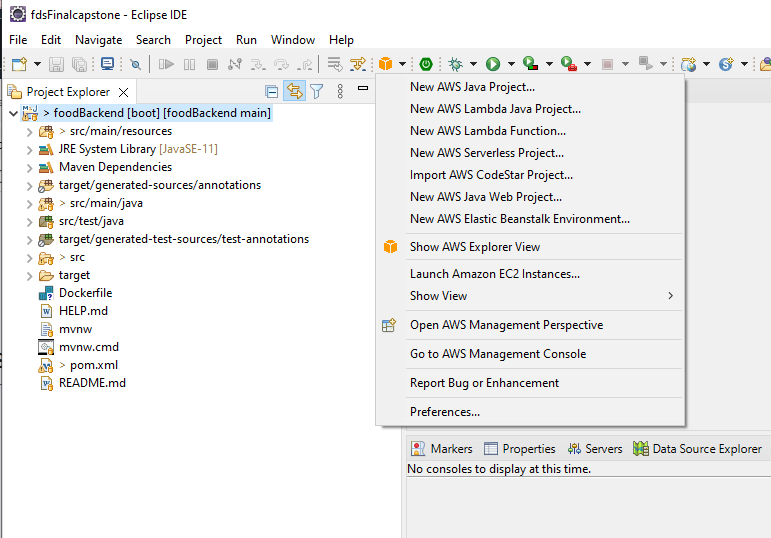 fdsFinalcapstone - Eclipse IDE
File Edit Navigate Search Project Run Window Help
Project Explorer
> foodBackend [boot] [foodBackend main]
> src/main/resources
JRE System Library [JavaSE-11]
Maven Dependencies
target/generated-sources/annotations
> src/main/java
src/test/java
target/generated-test-sources/test-annotations
> src
target
Dockerfile
HELP.md
mvnw
mvnw.cmd
> pom.xml
README.md
New AWS Java Project...
New AWS Lambda Java Project...
New AWS Lambda Function...
New AWS Serverless Project...
Import AWS CodeStar Project...
New AWS Java Web Project...
New AWS Elastic Beanstalk Environment...
Show AWS Explorer View
Launch Amazon EC2 Instances...
Show View
Open AWS Management Perspective
Go to AWS Management Console
Report Bug or Enhancement
Preferences...
Markers Properties Servers Data Source Explorer
No consoles to display at this time.